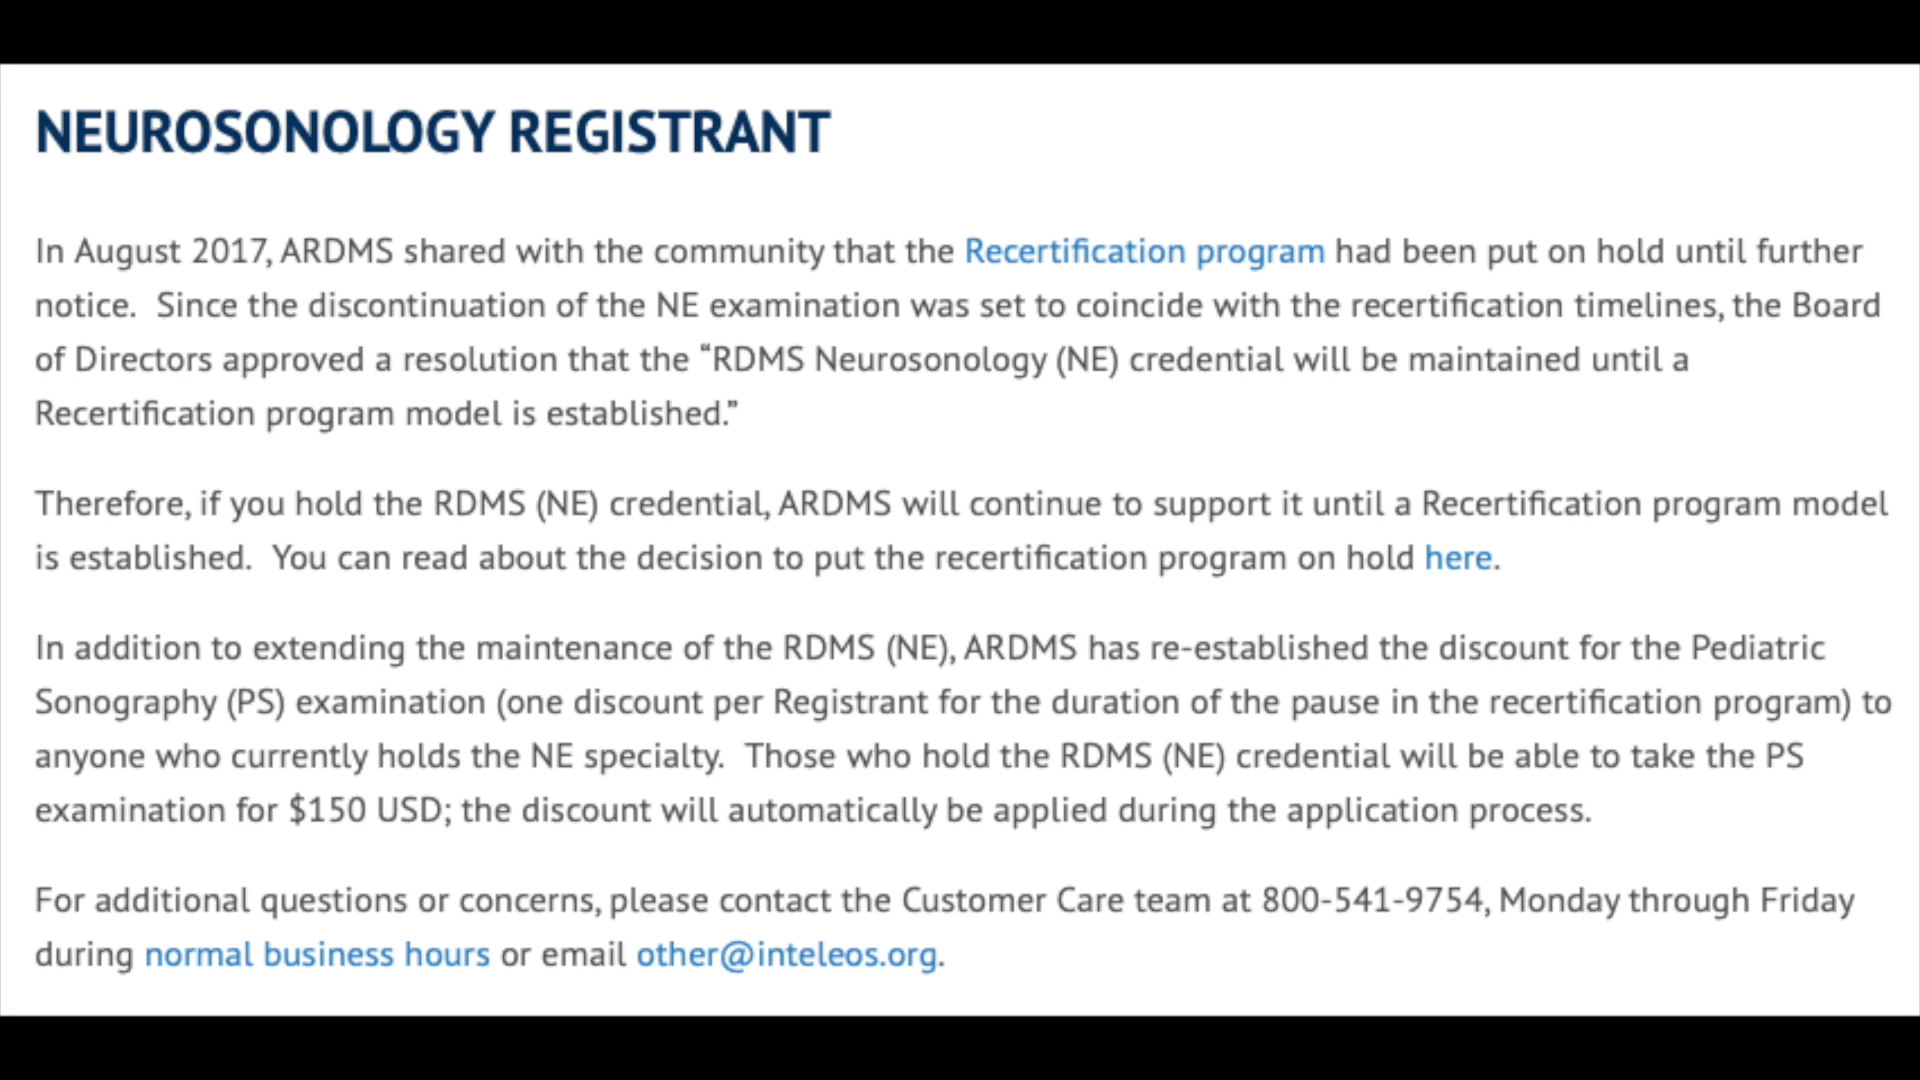 NEUROSONOLOGY REGISTRANT
In August 2017, ARDMS shared with the community that the Recertification program had been put on hold until further
notice.  Since the discontinuation of the NE examination was set to coincide with the recertification timelines, the Board
of Directors approved a resolution that the “RDMS Neurosonology (NE) credential will be maintained until a
Recertification program model is established.”
Therefore, if you hold the RDMS (NE) credential, ARDMS will continue to support it until a Recertification program model
is established.  You can read about the decision to put the recertification program on hold here.
In addition to extending the maintenance of the RDMS (NE), ARDMS has re-established the discount for the Pediatric
Sonography (PS) examination (one discount per Registrant for the duration of the pause in the recertification program) to
anyone who currently holds the NE specialty.  Those who hold the RDMS (NE) credential will be able to take the PS
examination for $150 USD; the discount will automatically be applied during the application process.
For additional questions or concerns, please contact the Customer Care team at 800-541-9754, Monday through Friday
during normal business hours or email other@inteleos.org.